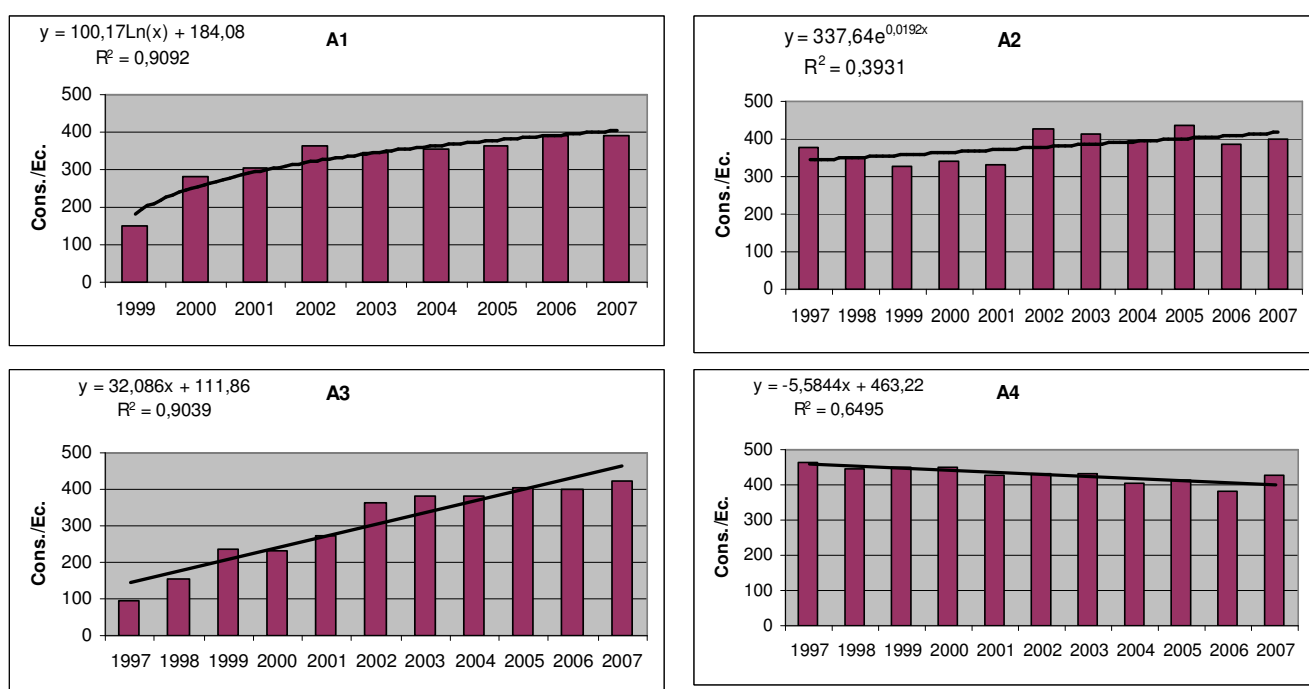 y = 100,17Ln(x) + 184,08
R² = 0,9092
A1
Cons./Ec.
500
400
300
200
100
0
1999 2000 2001 2002 2003 2004 2005 2006 2007
y = 337,64e^0,0192x
R² = 0,3931
A2
Cons./Ec.
500
400
300
200
100
0
1997 1998 1999 2000 2001 2002 2003 2004 2005 2006 2007
y = 32,086x + 111,86
R² = 0,9039
A3
Cons./Ec.
500
400
300
200
100
0
1997 1998 1999 2000 2001 2002 2003 2004 2005 2006 2007
y = -5,5844x + 463,22
R² = 0,6495
A4
Cons./Ec.
500
400
300
200
100
0
1997 1998 1999 2000 2001 2002 2003 2004 2005 2006 2007